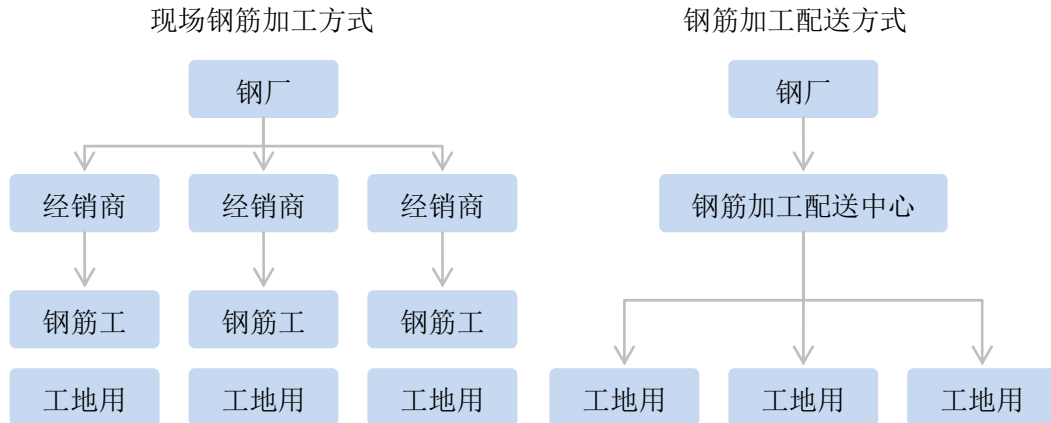 现场钢筋加工方式
钢筋加工配送方式
钢厂
钢厂
经销商
经销商
经销商
钢筋加工配送中心
钢筋工
钢筋工
钢筋工
工地用
工地用
工地用
工地用
工地用
工地用